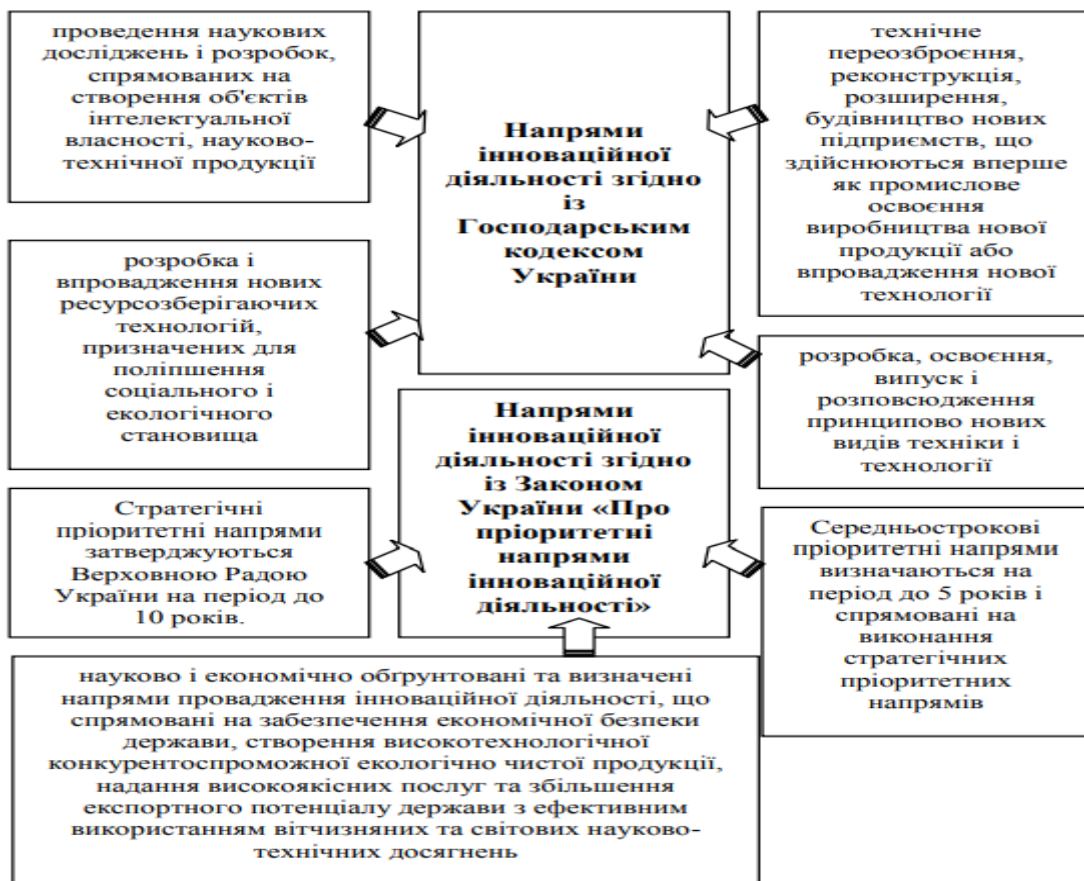 проведення наукових
досліджень і розробок,
спрямованих на
створення об'єктів
інтелектуальної
власності, науково-
технічної продукції
Напрями
інноваційної
діяльності згідно
із
Господарським
кодексом
України
технічне
переозброєння,
реконструкція,
розширення,
будівництво нових
підприємств, що
здійснюються вперше
як промислове
освоєння
виробництва нової
продукції або
впровадження нової
технології
розробка і
впровадження нових
ресурсозберігаючих
технологій,
призначених для
поліпшення
соціального і
екологічного
становища
розробка, освоєння,
випуск і
розповсюдження
принципово нових
видів техніки і
технології
Напрями
інноваційної
діяльності згідно
із Законом
України «Про
пріоритетні
напрями
інноваційної
діяльності»
Стратегічні
пріоритетні напрями
затверджуються
Верховною Радою
України на період до
10 років.
Середньострокові
пріоритетні напрями
визначаються на
період до 5 років і
спрямовані на
виконання
стратегічних
пріоритетних
напрямів
науково і економічно обґрунтовані та визначені
напрями провадження інноваційної діяльності, що
спрямовані на забезпечення економічної безпеки
держави, створення високотехнологічної
конкурентоспроможної екологічно чистої продукції,
надання високоякісних послуг та збільшення
експортного потенціалу держави з ефективним
використанням вітчизняних та світових науково-
технічних досягнень